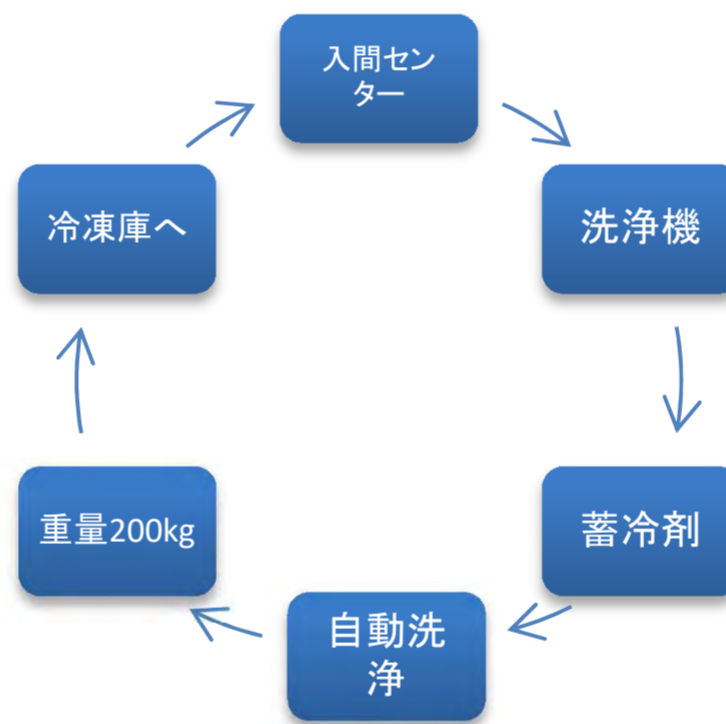 入間セン
ター
洗浄機
蓄冷剤
自動洗
浄
重量200kg
冷凍庫へ